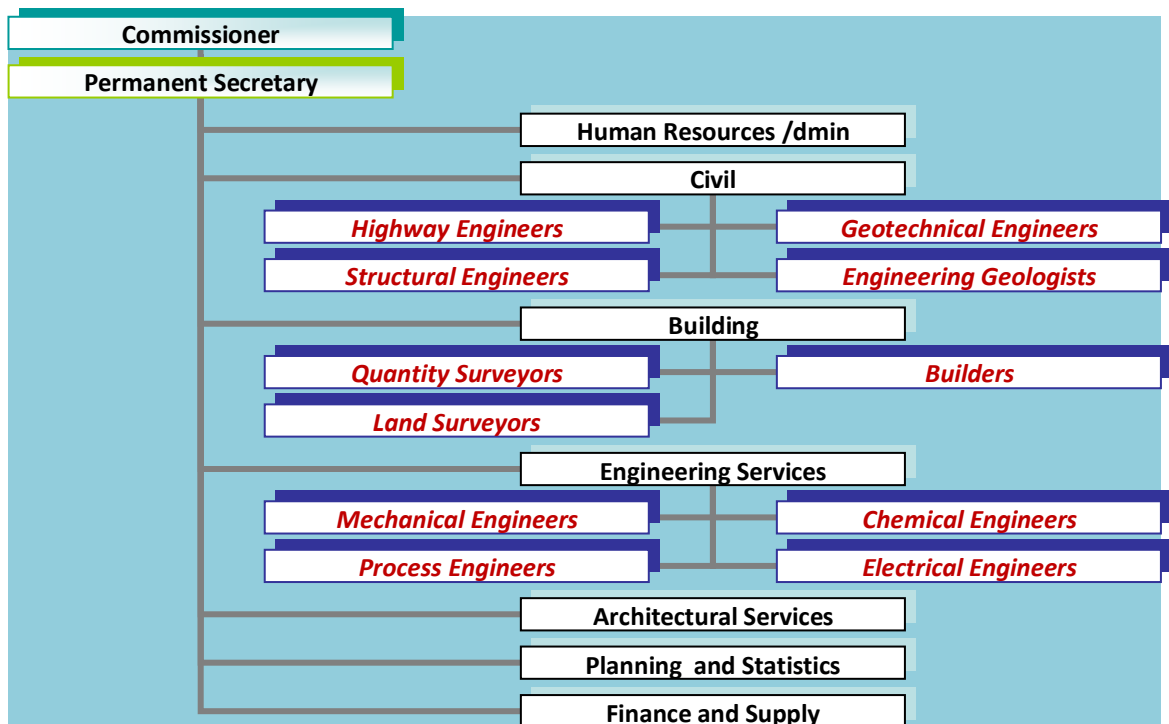 Commissioner
Permanent Secretary
Human Resources /dmin
Civil
Highway Engineers
Geotechnical Engineers
Structural Engineers
Engineering Geologists
Building
Quantity Surveyors
Builders
Land Surveyors
Engineering Services
Mechanical Engineers
Chemical Engineers
Process Engineers
Electrical Engineers
Architectural Services
Planning and Statistics
Finance and Supply